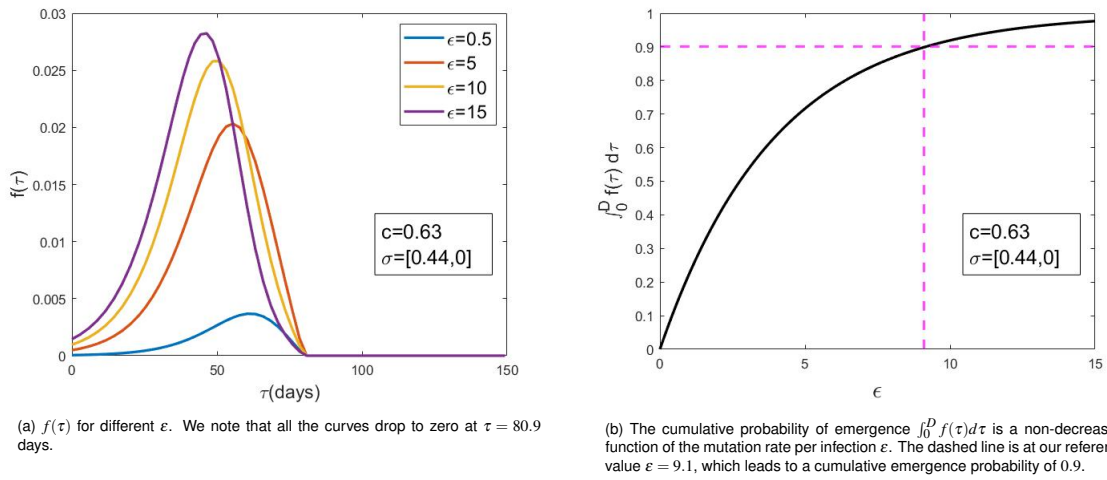 0.03
0.025
0.02
0.015
0.01
0.005
0
f(τ)
0
50
100
150
τ(days)
ϵ=0.5
ϵ=5
ϵ=10
ϵ=15
c=0.63
σ=[0.44,0]
(a) f(τ) for different ε. We note that all the curves drop to zero at τ = 80.9
days.
1
0.9
0.8
0.7
0.6
0.5
0.4
0.3
0.2
0.1
0
∫₀ᴰ f(τ) dτ
0
5
10
15
ϵ
c=0.63
σ=[0.44,0]
(b) The cumulative probability of emergence ∫₀ᴰ f(τ)dτ is a non-decreas
function of the mutation rate per infection ε. The dashed line is at our referen
value ε = 9.1, which leads to a cumulative emergence probability of 0.9.